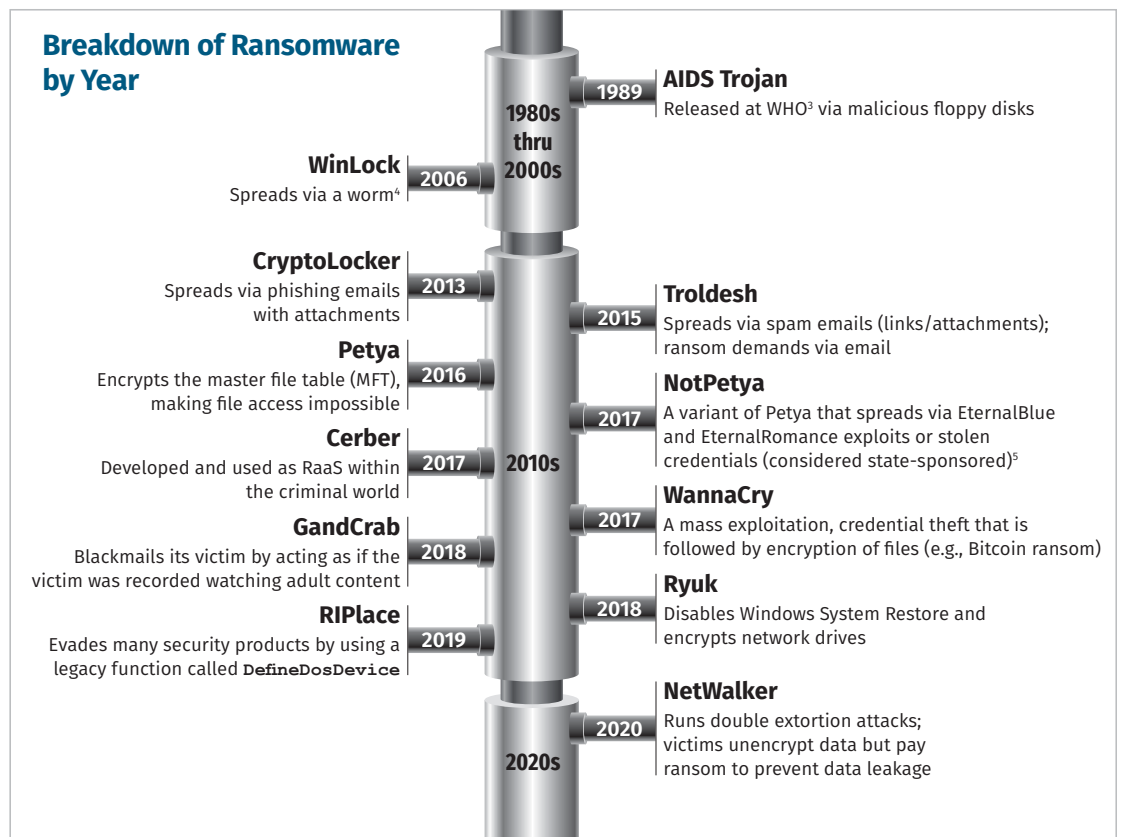 Breakdown of Ransomware
by Year
1980s
thru
2000s
1989
AIDS Trojan
Released at WHO³ via malicious floppy disks
WinLock
Spreads via a worm⁴
2006
CryptoLocker
Spreads via phishing emails
with attachments
2013
2015
Troldesh
Spreads via spam emails (links/attachments);
ransom demands via email
Petya
Encrypts the master file table (MFT),
making file access impossible
2016
2017
NotPetya
A variant of Petya that spreads via EternalBlue
and EternalRomance exploits or stolen
credentials (considered state-sponsored)⁵
Cerber
Developed and used as RaaS within
the criminal world
2017
2010s
2017
WannaCry
A mass exploitation, credential theft that is
followed by encryption of files (e.g., Bitcoin ransom)
GandCrab
Blackmails its victim by acting as if the
victim was recorded watching adult content
2018
2018
Ryuk
Disables Windows System Restore and
encrypts network drives
RIPlace
Evades many security products by using a
legacy function called DefineDosDevice
2019
2020
NetWalker
Runs double extortion attacks;
victims unencrypt data but pay
ransom to prevent data leakage
2020s